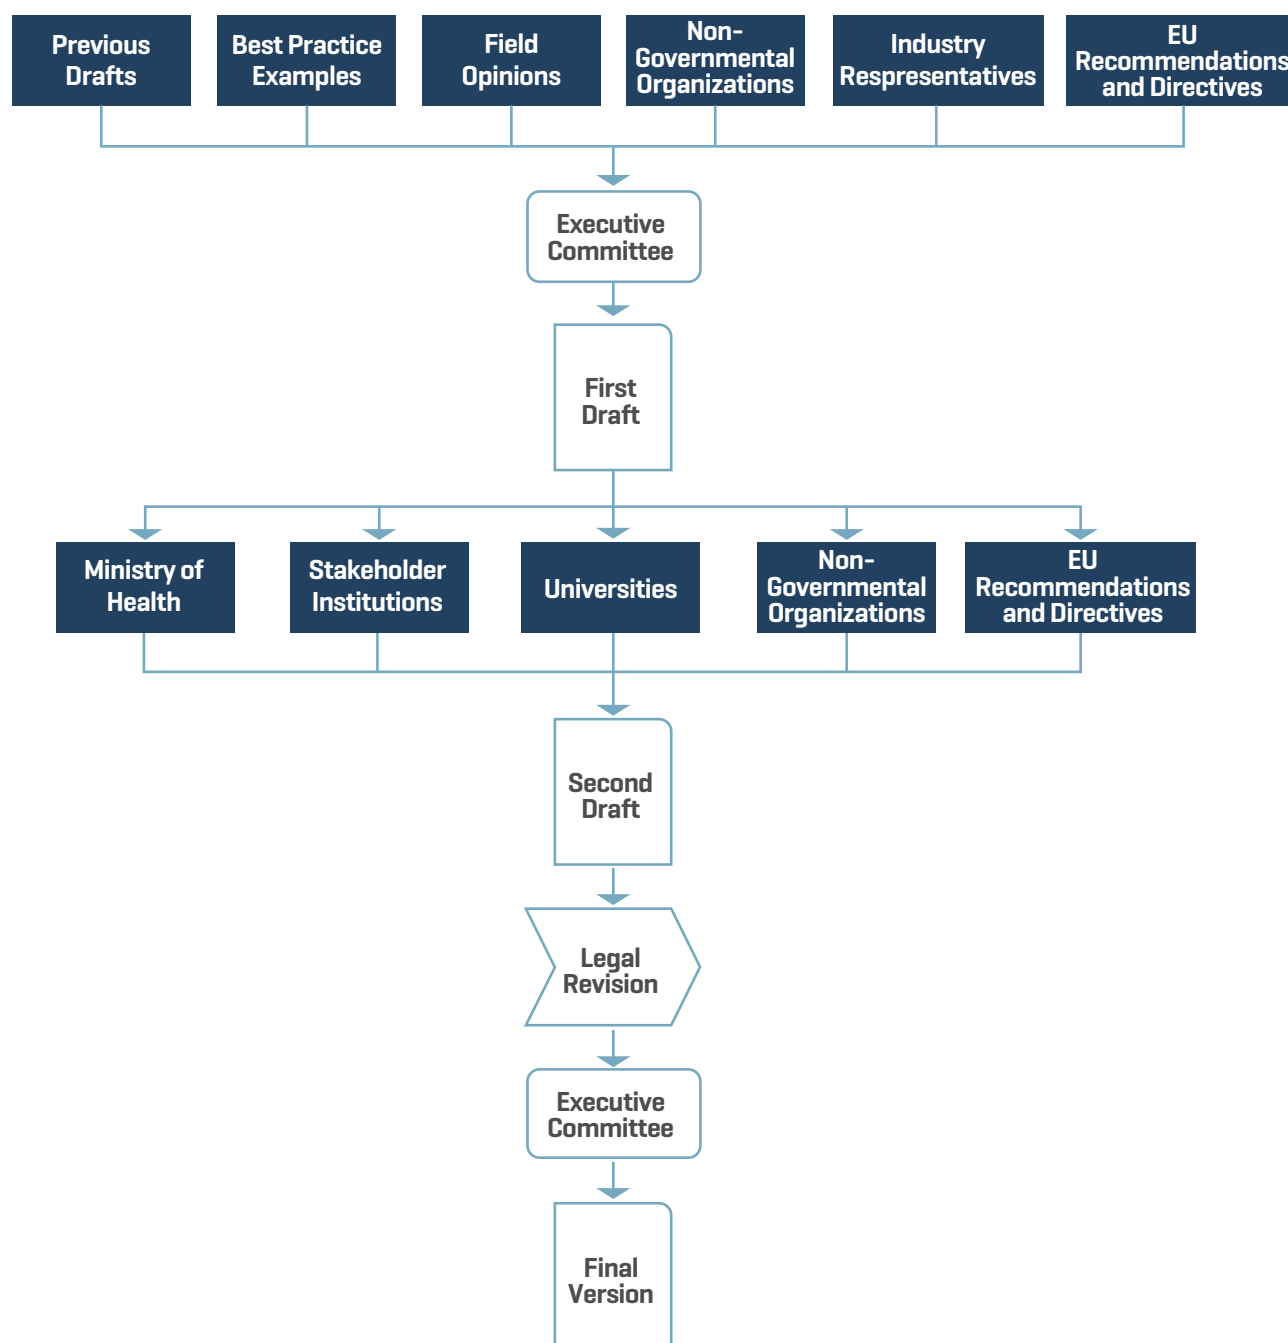 Previous
Drafts
Best Practice
Examples
Field
Opinions
Non-
Governmental
Organizations
Industry
Respresentatives
EU
Recommendations
and Directives
Executive
Committee
First
Draft
Ministry of
Health
Stakeholder
Institutions
Universities
Non-
Governmental
Organizations
EU
Recommendations
and Directives
Second
Draft
Legal
Revision
Executive
Committee
Final
Version